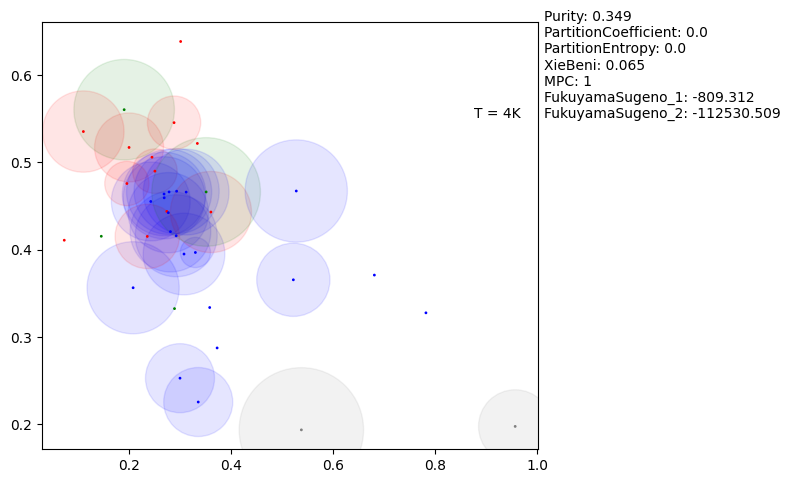 Purity: 0.349
PartitionCoefficient: 0.0
PartitionEntropy: 0.0
XieBeni: 0.065
MPC: 1
FukuyamaSugeno_1: -809.312
FukuyamaSugeno_2: -112530.509
T = 4K
0.6
0.5
0.4
0.3
0.2
0.2
0.4
0.6
0.8
1.0